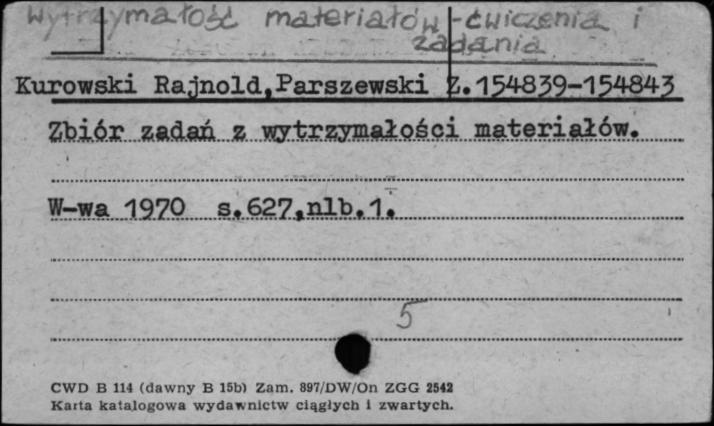 wytrzymałość materiałów - ćwiczenia i
zadania
Kurowski Rajnold,Parszewski Z.154839-154843
Zbiór zadań z wytrzymałości materiałów.
W-wa 1970 s.627,nlb.1.
5
CWD B 114 (dawny B 15b) Zam. 897/DW/On ZGG 2542
Karta katalogowa wydawnictw ciągłych i zwartych.